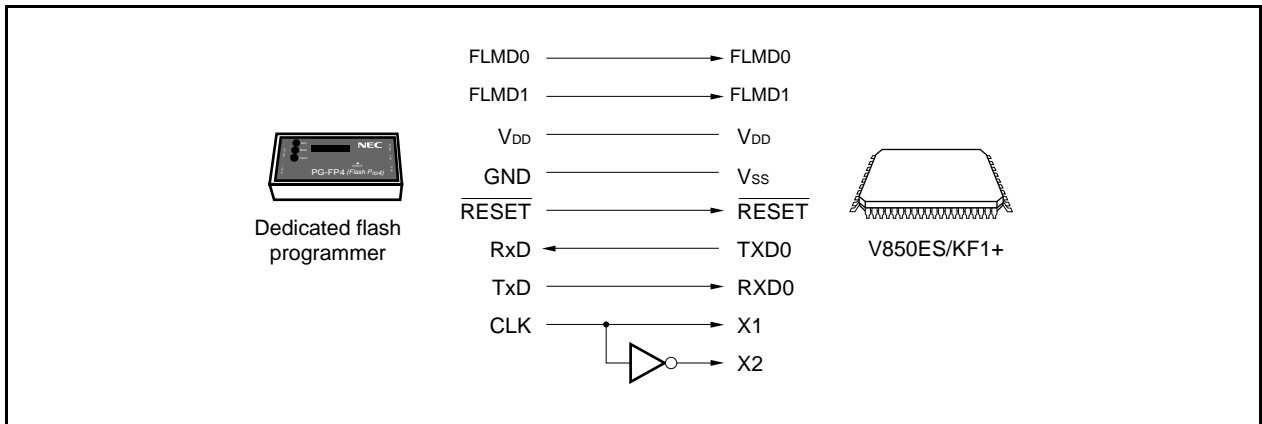 FLMD0 FLMD0
FLMD1 FLMD1
VDD VDD
NEC
PG-FP4 (Flash Pro4)
GND VSS
RESET RESET
Dedicated flash
programmer
RxD TXD0
V850ES/KF1+
TxD RXD0
CLK X1
X2